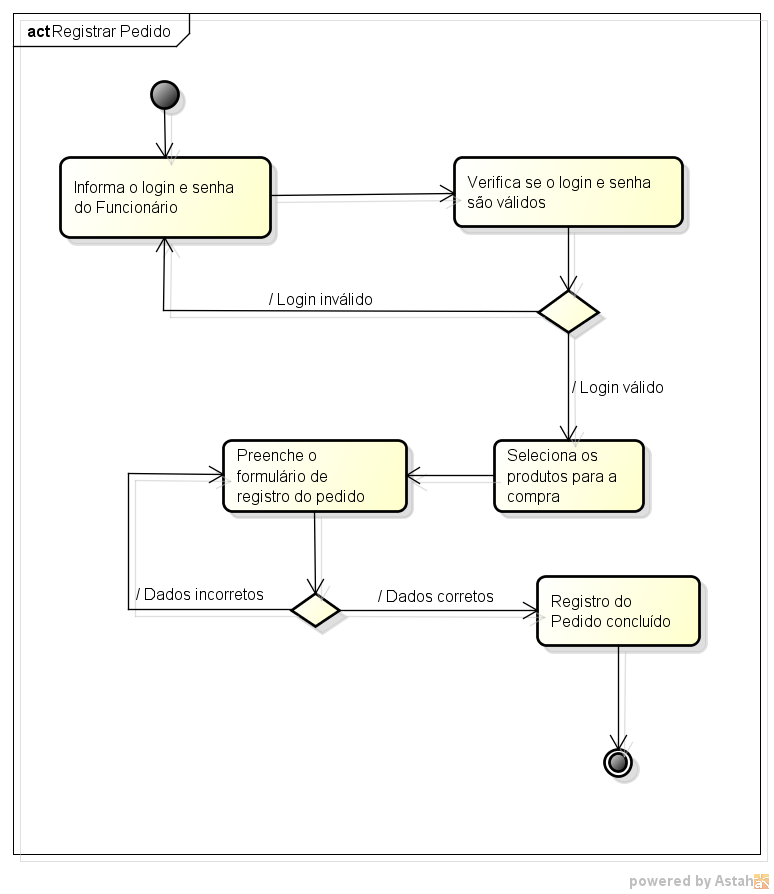 act Registrar Pedido
Informa o login e senha
do Funcionário
Verifica se o login e senha
são válidos
/ Login inválido
/ Login válido
Preenche o
formulário de
registro do pedido
Seleciona os
produtos para a
compra
/ Dados incorretos
/ Dados corretos
Registro do
Pedido concluído
powered by Astah